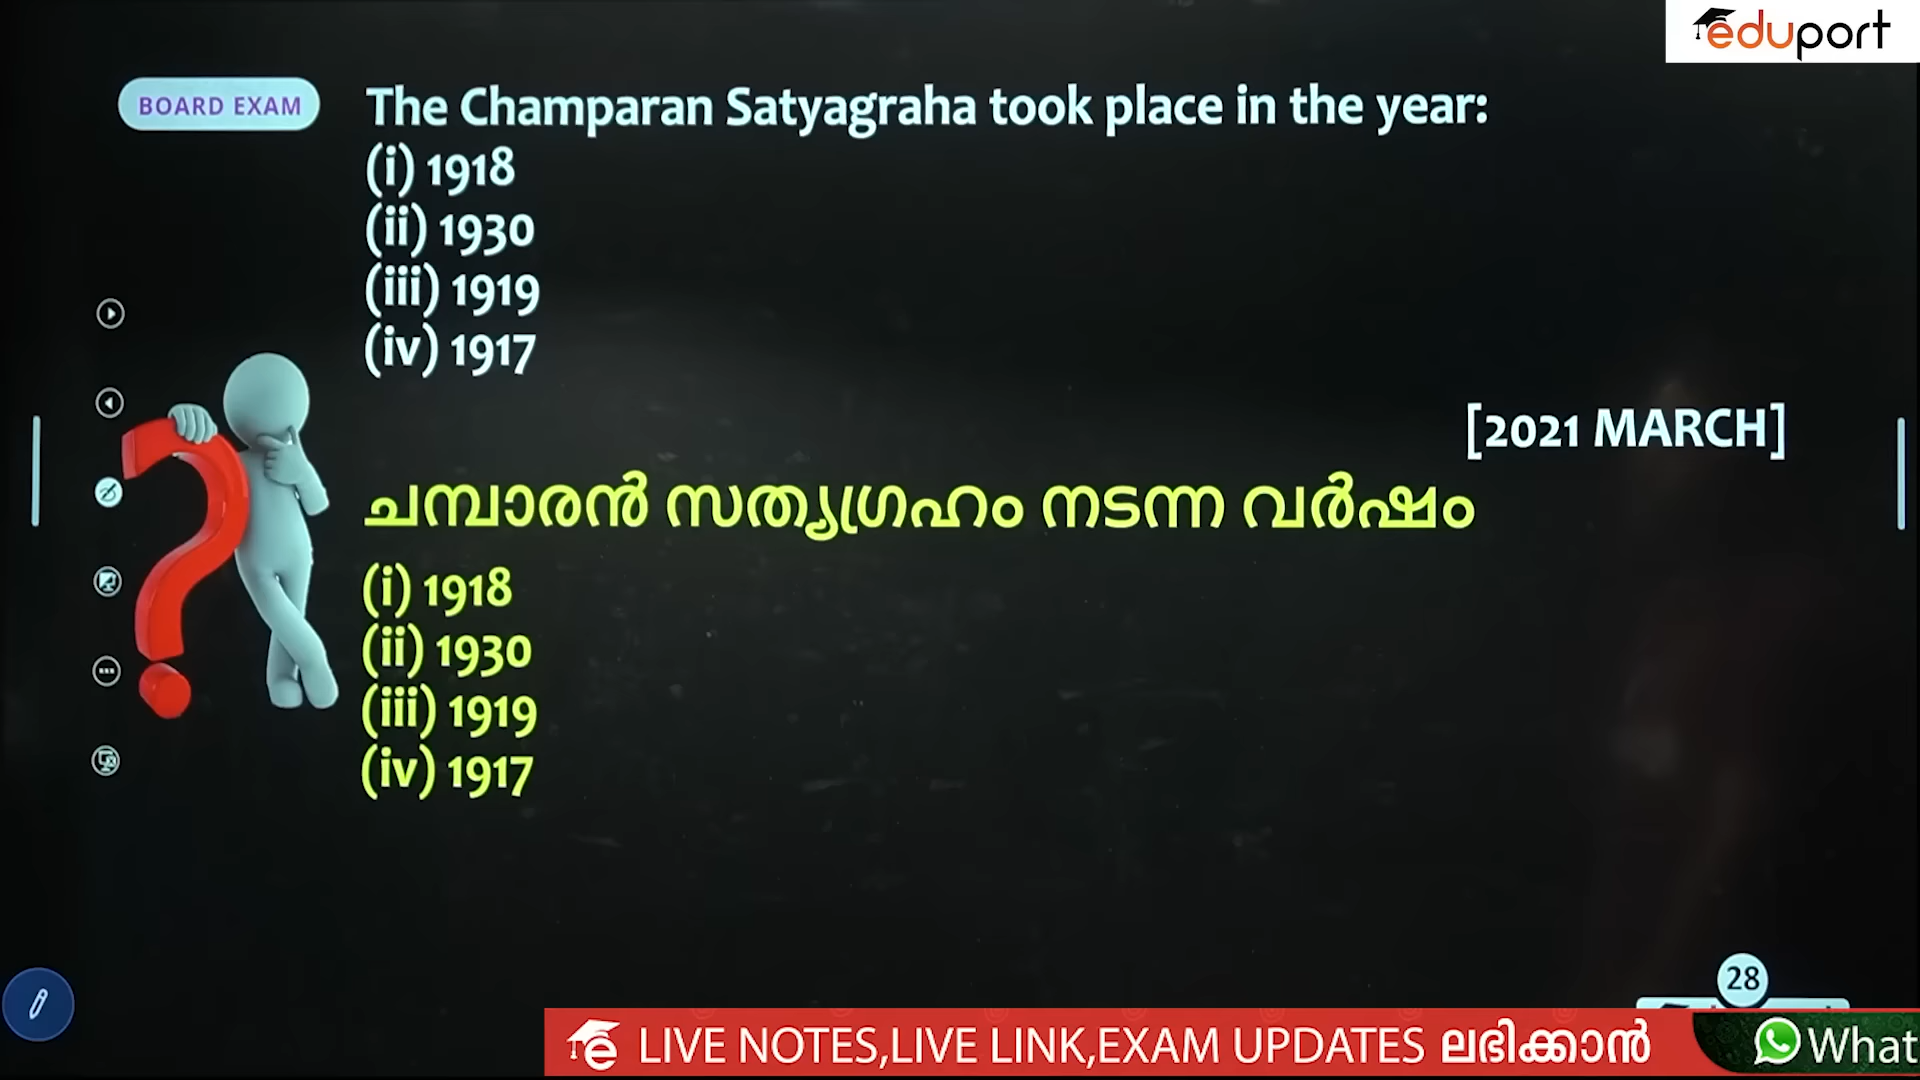 eduport
BOARD EXAM
The Champaran Satyagraha took place in the year:
(i) 1918
(ii) 1930
(iii) 1919
(iv) 1917
[2021 MARCH]
ചമ്പാരൻ സത്യഗ്രഹം നടന്ന വർഷം
(i) 1918
(ii) 1930
(iii) 1919
(iv) 1917
28
LIVE NOTES,LIVE LINK,EXAM UPDATES ലഭിക്കാൻ
What